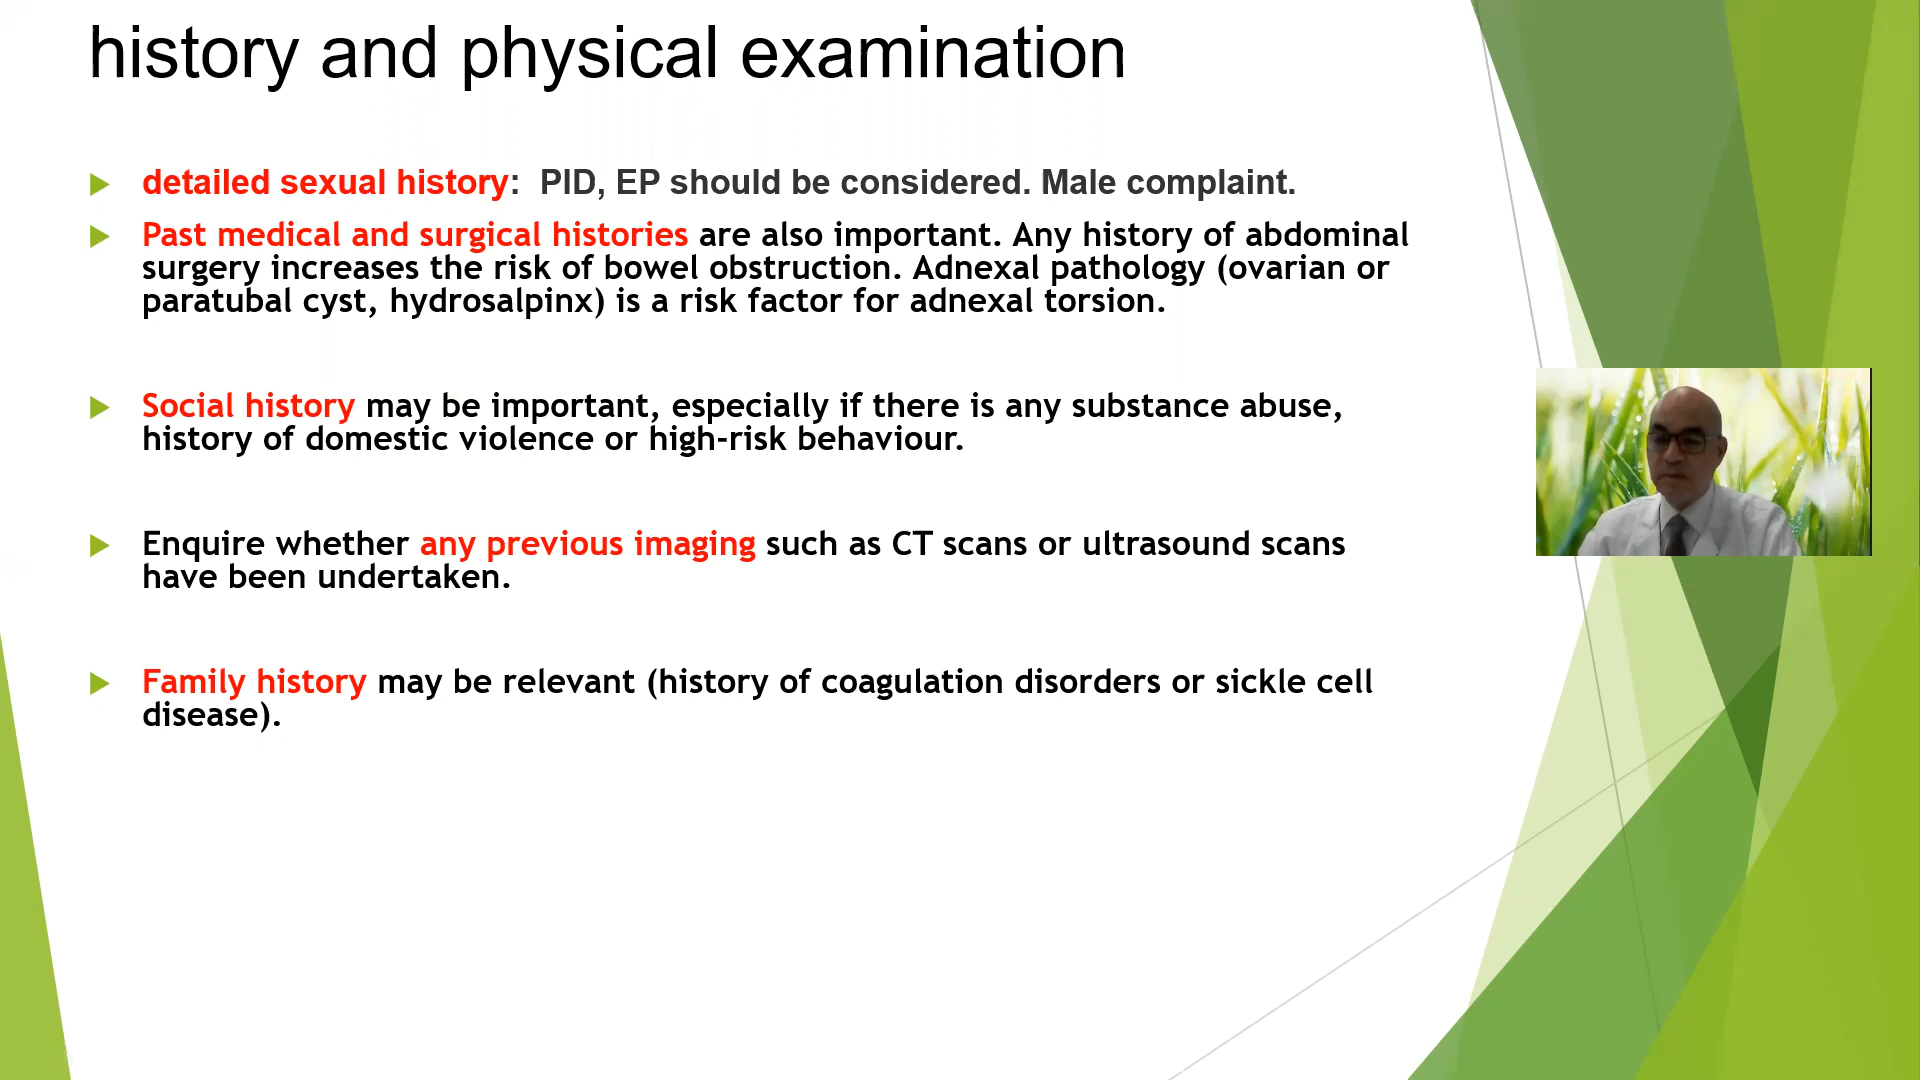 history and physical examination
detailed sexual history:  PID, EP should be considered. Male complaint.
Past medical and surgical histories are also important. Any history of abdominal
surgery increases the risk of bowel obstruction. Adnexal pathology (ovarian or
paratubal cyst, hydrosalpinx) is a risk factor for adnexal torsion.
Social history may be important, especially if there is any substance abuse,
history of domestic violence or high-risk behaviour.
Enquire whether any previous imaging such as CT scans or ultrasound scans
have been undertaken.
Family history may be relevant (history of coagulation disorders or sickle cell
disease).